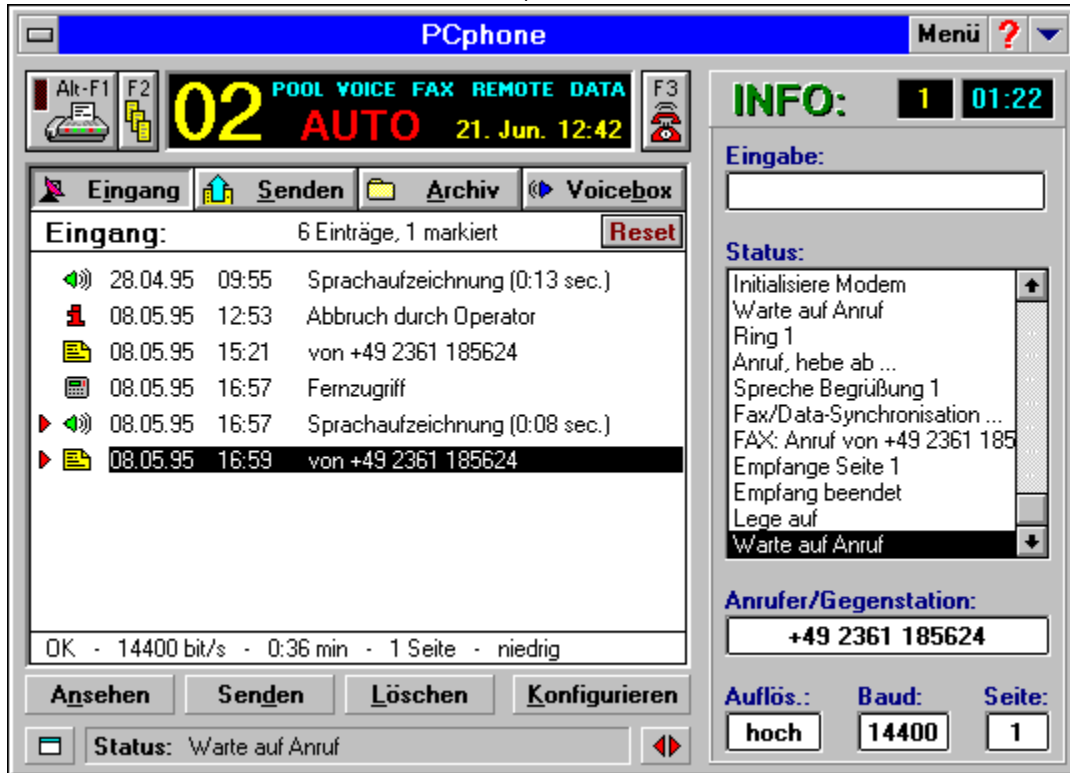 PCphone
Menü ?
Alt-F1 F2 02 POOL VOICE FAX REMOTE DATA F3
AUTO 21. Jun. 12:42
Eingang Senden Archiv Voicebox
Eingang: 6 Einträge, 1 markiert Reset
28.04.95 09:55 Sprachaufzeichnung (0:13 sec.)
08.05.95 12:53 Abbruch durch Operator
08.05.95 15:21 von +49 2361 185624
08.05.95 16:57 Fernzugriff
08.05.95 16:57 Sprachaufzeichnung (0:08 sec.)
08.05.95 16:59 von +49 2361 185624
OK - 14400 bit/s - 0:36 min - 1 Seite - niedrig
Ansehen Senden Löschen Konfigurieren
Status: Warte auf Anruf
INFO: 1 01:22
Eingabe:
Status:
Initialisiere Modem
Warte auf Anruf
Ring 1
Anruf, hebe ab ...
Spreche Begrüßung 1
Fax/Data-Synchronisation ...
FAX: Anruf von +49 2361 185
Empfange Seite 1
Empfang beendet
Lege auf
Warte auf Anruf
Anrufer/Gegenstation:
+49 2361 185624
Auflös.: Baud: Seite:
hoch 14400 1